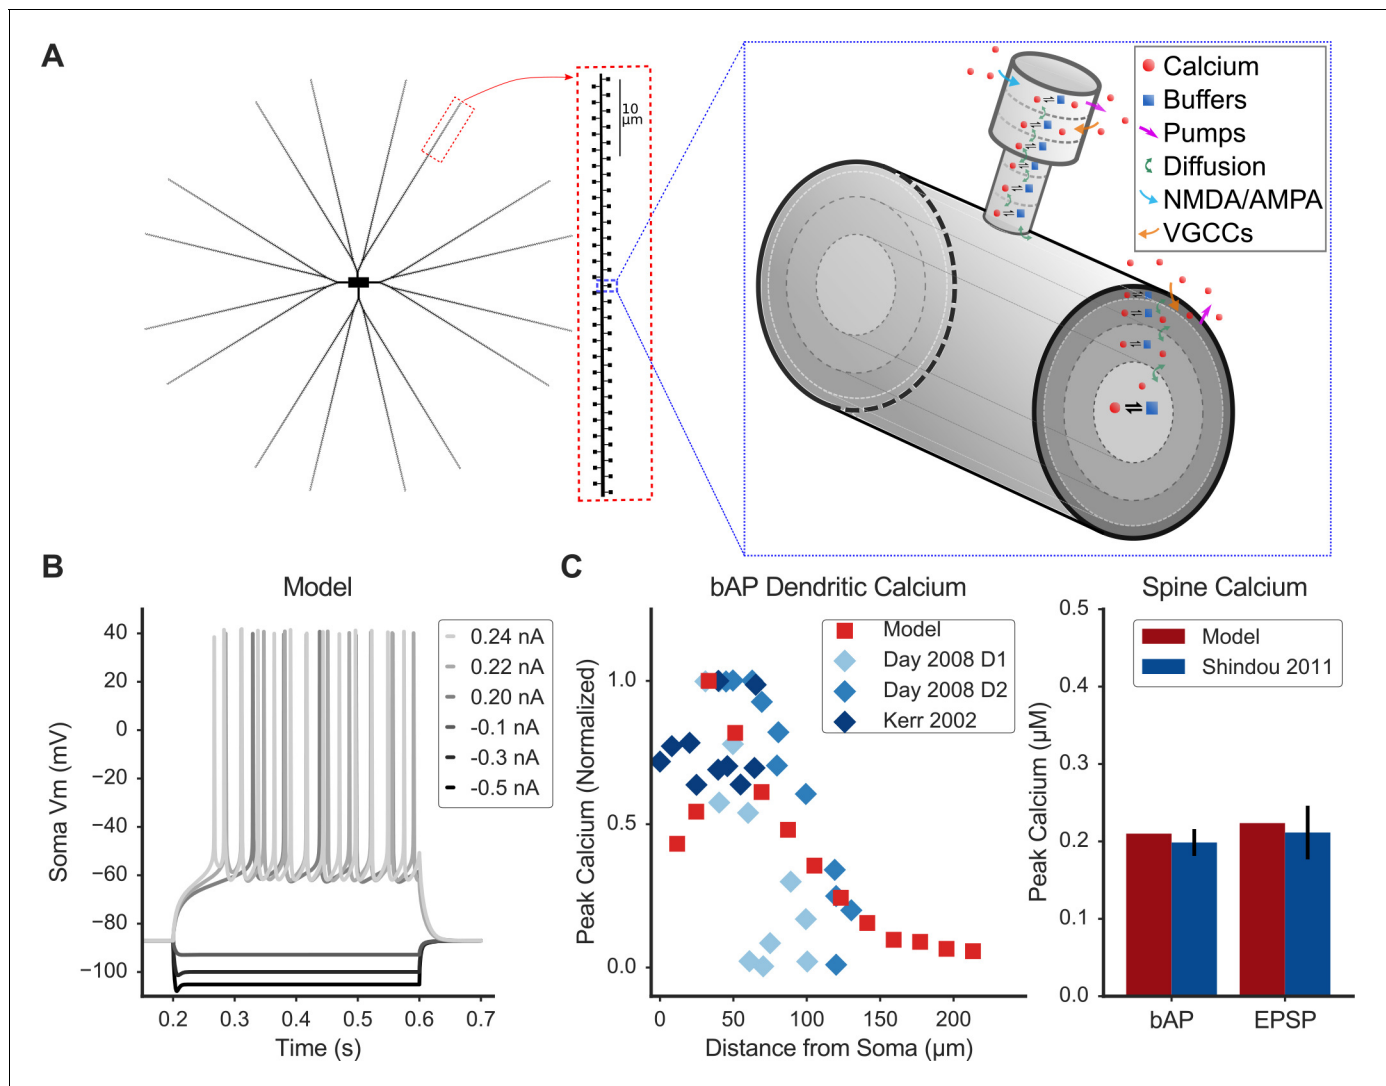 A
10
μm
Calcium
Buffers
Pumps
Diffusion
NMDA/AMPA
VGCCs
B
Model
40
20
0
−20
−40
−60
−80
−100
Soma Vm (mV)
0.24 nA
0.22 nA
0.20 nA
-0.1 nA
-0.3 nA
-0.5 nA
0.2 0.3 0.4 0.5 0.6 0.7
Time (s)
C
bAP Dendritic Calcium
Model
Day 2008 D1
Day 2008 D2
Kerr 2002
1.0
0.5
0.0
Peak Calcium (Normalized)
0 50 100 150 200
Distance from Soma (μm)
Spine Calcium
Model
Shindou 2011
0.5
0.4
0.3
0.2
0.1
0.0
Peak Calcium (μM)
bAP EPSP